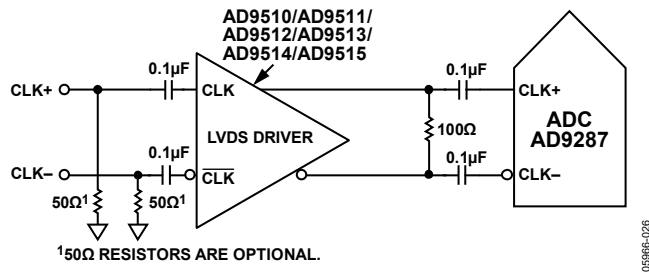 AD9510/AD9511/
AD9512/AD9513/
AD9514/AD9515
0.1µF
0.1µF
CLK+
CLK
CLK+
ADC
AD9287
LVDS DRIVER
100Ω
0.1µF
0.1µF
CLK–
CLK
CLK–
50Ω¹
50Ω¹
¹50Ω RESISTORS ARE OPTIONAL.
05966-026